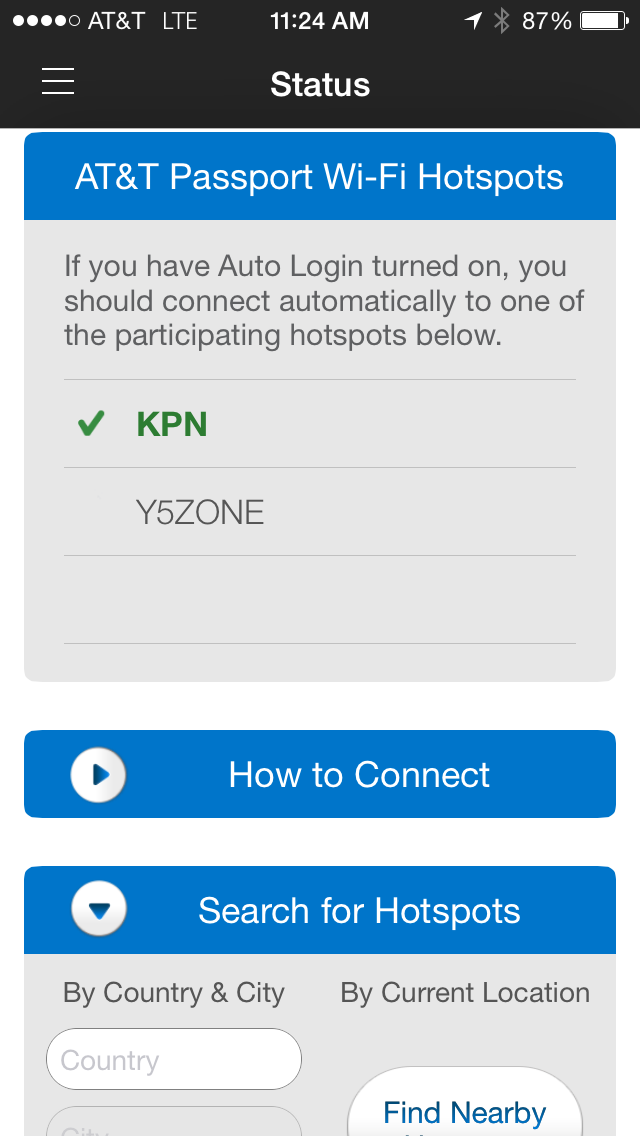 AT&T LTE 11:24 AM 87%
Status
AT&T Passport Wi-Fi Hotspots
If you have Auto Login turned on, you
should connect automatically to one of
the participating hotspots below.
KPN
Y5ZONE
How to Connect
Search for Hotspots
By Country & City By Current Location
Country
Find Nearby
City